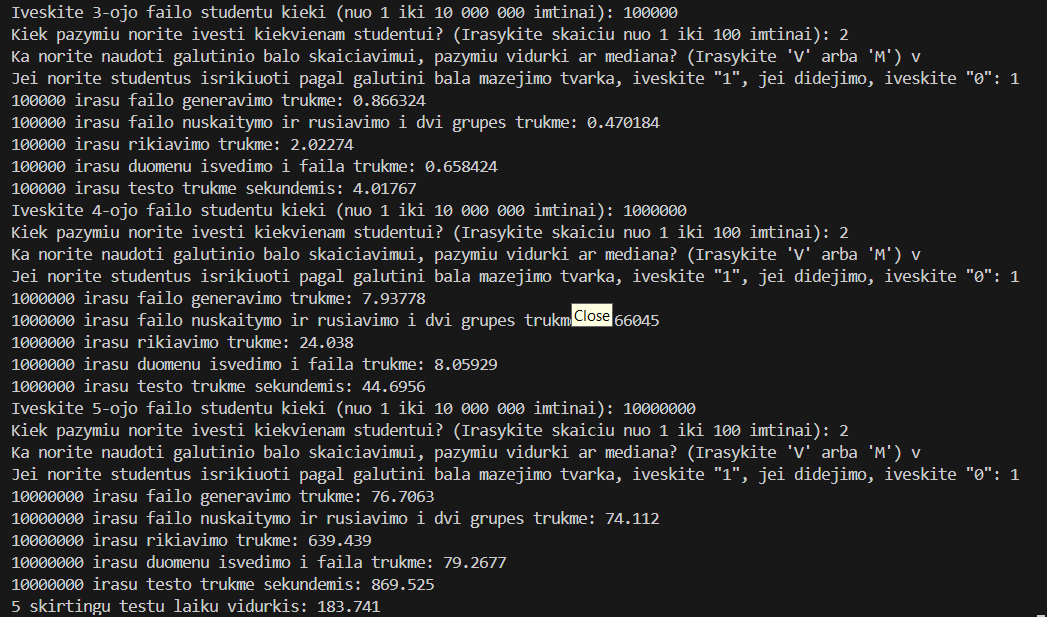 Iveskite 3-ojo failo studentu kieki (nuo 1 iki 10 000 000 imtinai): 100000
Kiek pazymiu norite ivesti kiekvienam studentui? (Irasykite skaiciu nuo 1 iki 100 imtinai): 2
Ka norite naudoti galutinio balo skaiciavimui, pazymiu vidurki ar mediana? (Irasykite 'V' arba 'M') v
Jei norite studentus isrikiuoti pagal galutini bala mazejimo tvarka, iveskite "1", jei didejimo, iveskite "0": 1
100000 irasu failo generavimo trukme: 0.866324
100000 irasu failo nuskaitymo ir rusiavimo i dvi grupes trukme: 0.470184
100000 irasu rikiavimo trukme: 2.02274
100000 irasu duomenu isvedimo i faila trukme: 0.658424
100000 irasu testo trukme sekundemis: 4.01767
Iveskite 4-ojo failo studentu kieki (nuo 1 iki 10 000 000 imtinai): 1000000
Kiek pazymiu norite ivesti kiekvienam studentui? (Irasykite skaiciu nuo 1 iki 100 imtinai): 2
Ka norite naudoti galutinio balo skaiciavimui, pazymiu vidurki ar mediana? (Irasykite 'V' arba 'M') v
Jei norite studentus isrikiuoti pagal galutini bala mazejimo tvarka, iveskite "1", jei didejimo, iveskite "0": 1
1000000 irasu failo generavimo trukme: 7.93778
1000000 irasu failo nuskaitymo ir rusiavimo i dvi grupes trukm Close 66045
1000000 irasu rikiavimo trukme: 24.038
1000000 irasu duomenu isvedimo i faila trukme: 8.05929
1000000 irasu testo trukme sekundemis: 44.6956
Iveskite 5-ojo failo studentu kieki (nuo 1 iki 10 000 000 imtinai): 10000000
Kiek pazymiu norite ivesti kiekvienam studentui? (Irasykite skaiciu nuo 1 iki 100 imtinai): 2
Ka norite naudoti galutinio balo skaiciavimui, pazymiu vidurki ar mediana? (Irasykite 'V' arba 'M') v
Jei norite studentus isrikiuoti pagal galutini bala mazejimo tvarka, iveskite "1", jei didejimo, iveskite "0": 1
10000000 irasu failo generavimo trukme: 76.7063
10000000 irasu failo nuskaitymo ir rusiavimo i dvi grupes trukme: 74.112
10000000 irasu rikiavimo trukme: 639.439
10000000 irasu duomenu isvedimo i faila trukme: 79.2677
10000000 irasu testo trukme sekundemis: 869.525
5 skirtingu testu laiku vidurkis: 183.741